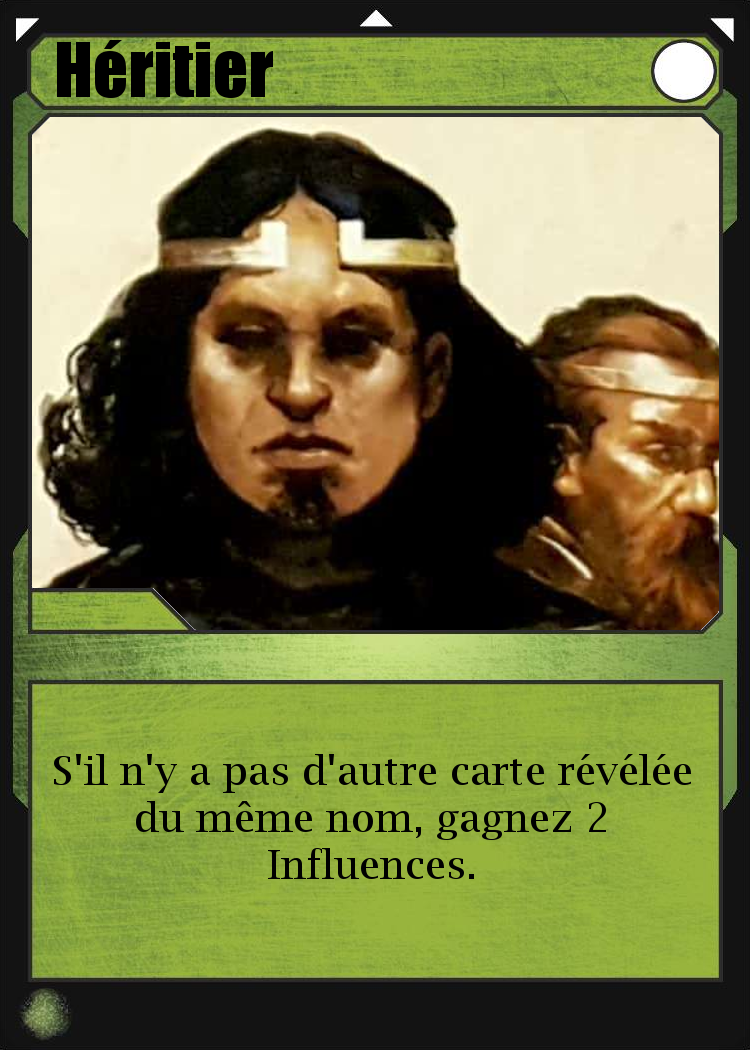 Héritier
S'il n'y a pas d'autre carte révélée
du même nom, gagnez 2
Influences.